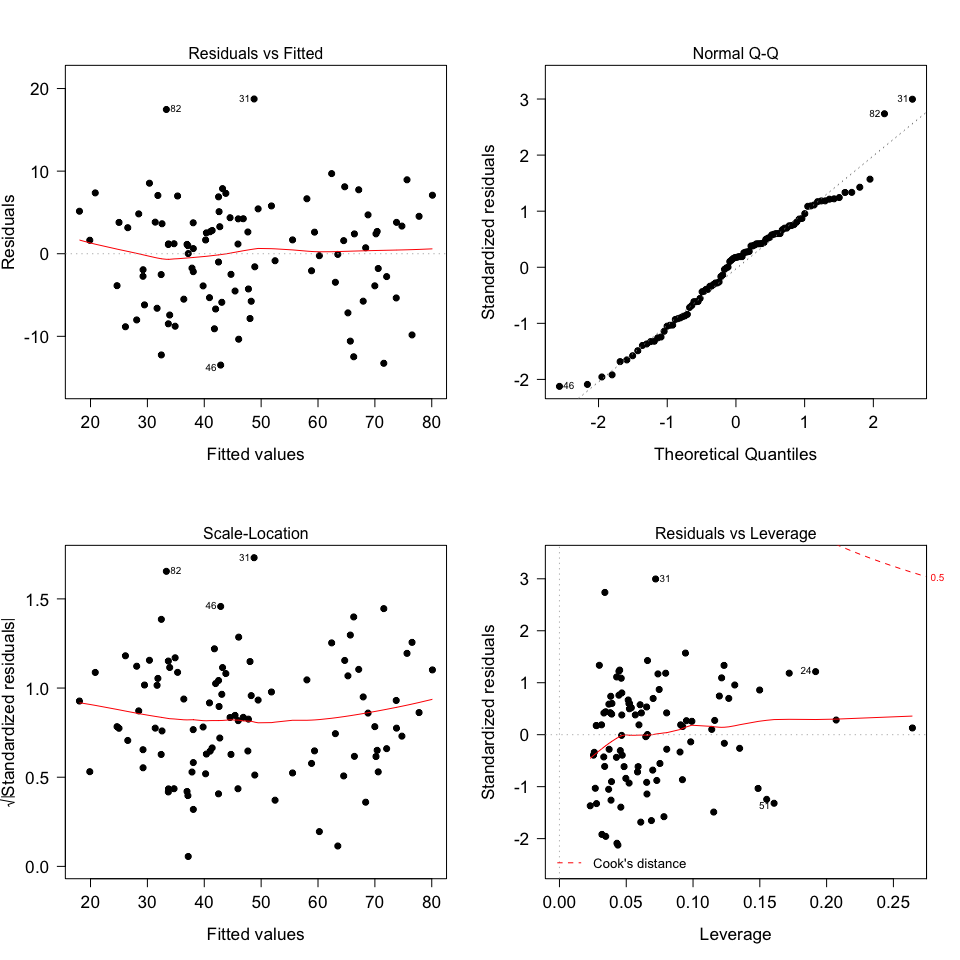 Residuals vs Fitted
Residuals
20
10
0
-10
82
31
46
20 30 40 50 60 70 80
Fitted values
Normal Q-Q
Standardized residuals
3
2
1
0
-1
-2
31
82
46
-2 -1 0 1 2
Theoretical Quantiles
Scale-Location
√|Standardized residuals|
1.5
1.0
0.5
0.0
82
31
46
20 30 40 50 60 70 80
Fitted values
Residuals vs Leverage
Standardized residuals
3
2
1
0
-1
-2
31
0.5
24
51
Cook's distance
0.00 0.05 0.10 0.15 0.20 0.25
Leverage